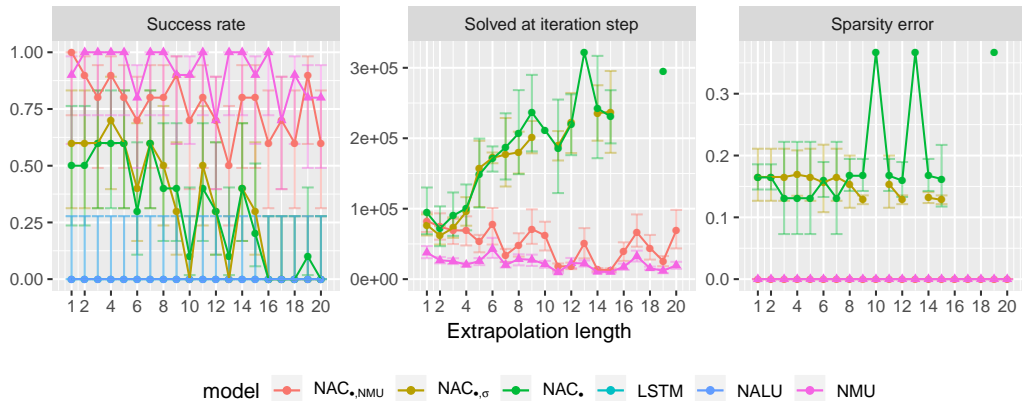 Success rate
Solved at iteration step
Sparsity error
1.00
0.75
0.50
0.25
0.00
3e+05
2e+05
1e+05
0e+00
0.3
0.2
0.1
0.0
1 2 4 6 8 10 12 14 16 18 20
1 2 4 6 8 10 12 14 16 18 20
1 2 4 6 8 10 12 14 16 18 20
Extrapolation length
model NAC•,NMU NAC•,σ NAC• LSTM NALU NMU